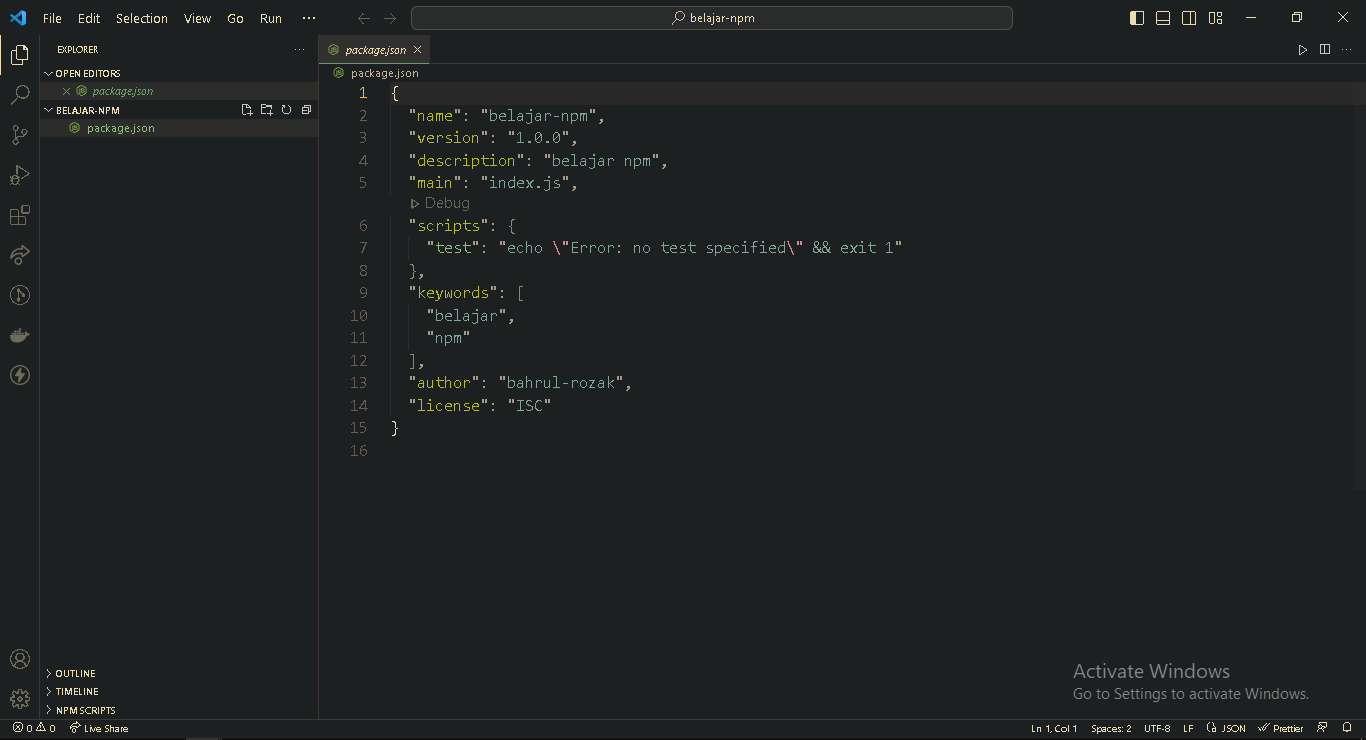 File Edit Selection View Go Run ···
belajar-npm
EXPLORER
OPEN EDITORS
package.json
BELAJAR-NPM
package.json
OUTLINE
TIMELINE
NPM SCRIPTS
package.json
package.json
1 {
2 "name": "belajar-npm",
3 "version": "1.0.0",
4 "description": "belajar npm",
5 "main": "index.js",
Debug
6 "scripts": {
7 "test": "echo \"Error: no test specified\" && exit 1"
8 },
9 "keywords": [
10 "belajar",
11 "npm"
12 ],
13 "author": "bahrul-rozak",
14 "license": "ISC"
15 }
16
Activate Windows
Go to Settings to activate Windows.
0 0 Live Share
Ln 1, Col 1 Spaces: 2 UTF-8 LF JSON Prettier